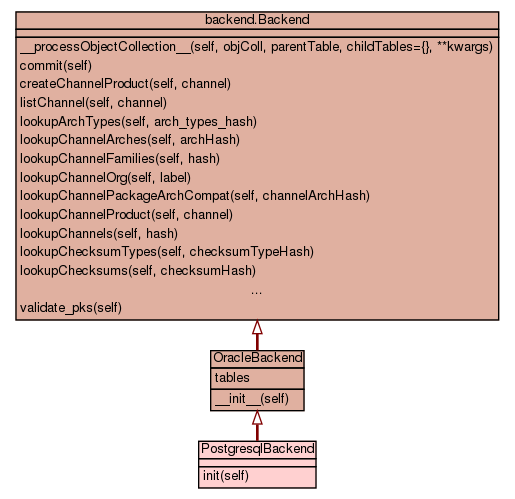 backend.Backend
__processObjectCollection__(self, objColl, parentTable, childTables={}, **kwargs)
commit(self)
createChannelProduct(self, channel)
listChannel(self, channel)
lookupArchTypes(self, arch_types_hash)
lookupChannelArches(self, archHash)
lookupChannelFamilies(self, hash)
lookupChannelOrg(self, label)
lookupChannelPackageArchCompat(self, channelArchHash)
lookupChannelProduct(self, channel)
lookupChannels(self, hash)
lookupChecksumTypes(self, checksumTypeHash)
lookupChecksums(self, checksumHash)
...
validate_pks(self)
OracleBackend
tables
__init__(self)
PostgresqlBackend
init(self)